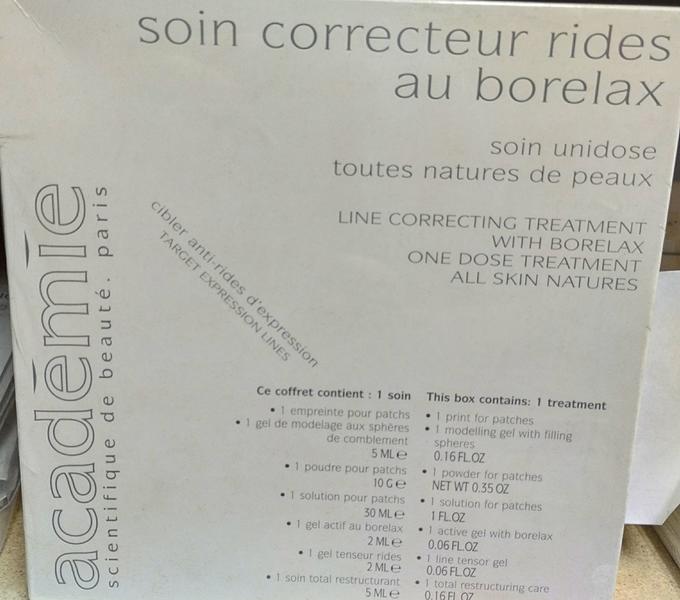 soin correcteur rides
au borelax
soin unidose
toutes natures de peaux
LINE CORRECTING TREATMENT
WITH BORELAX
ONE DOSE TREATMENT
ALL SKIN NATURES
cibler anti-rides d'expression
TARGET EXPRESSION LINES
académie
scientifique de beauté. paris
Ce coffret contient : 1 soin
• 1 empreinte pour patchs
• 1 gel de modelage aux sphères
de comblement
5 ML e
• 1 poudre pour patchs
10 G e
• 1 solution pour patchs
30 ML e
• 1 gel actif au borelax
2 ML e
• 1 gel tenseur rides
2 ML e
• 1 soin total restructurant
5 ML e
This box contains: 1 treatment
• 1 print for patches
• 1 modelling gel with filling
spheres
0.16 FL.OZ
• 1 powder for patches
NET WT 0.35 OZ
• 1 solution for patches
1 FL.OZ
• 1 active gel with borelax
0.06 FL.OZ
• 1 line tensor gel
0.06 FL.OZ
• 1 total restructuring care
0.16 FL.OZ